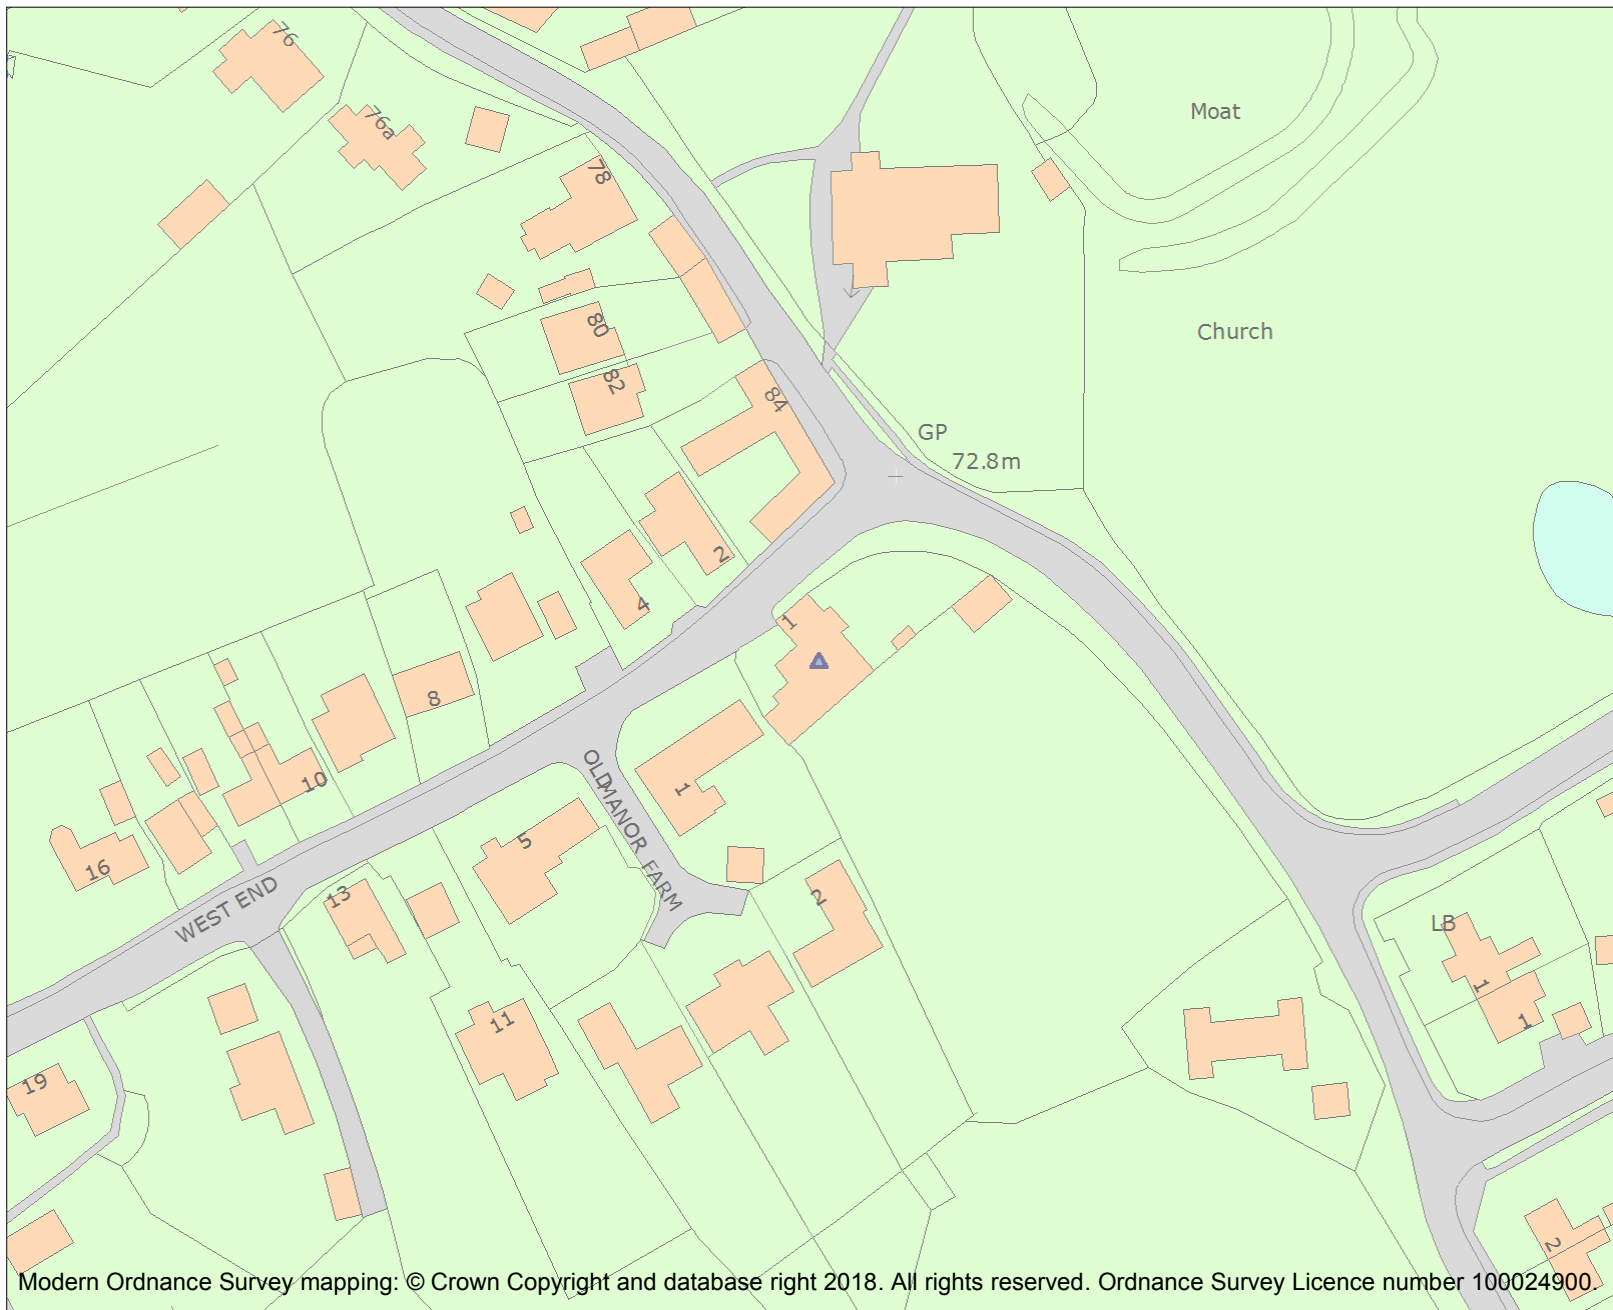 76
76a
Moat
78
80
Church
82
84
GP
72.8m
2
4
1
8
10
OLD MANOR FARM
1
5
16
13
WEST END
2
LB
1
1
11
19
2
Modern Ordnance Survey mapping: © Crown Copyright and database right 2018. All rights reserved. Ordnance Survey Licence number 100024900.